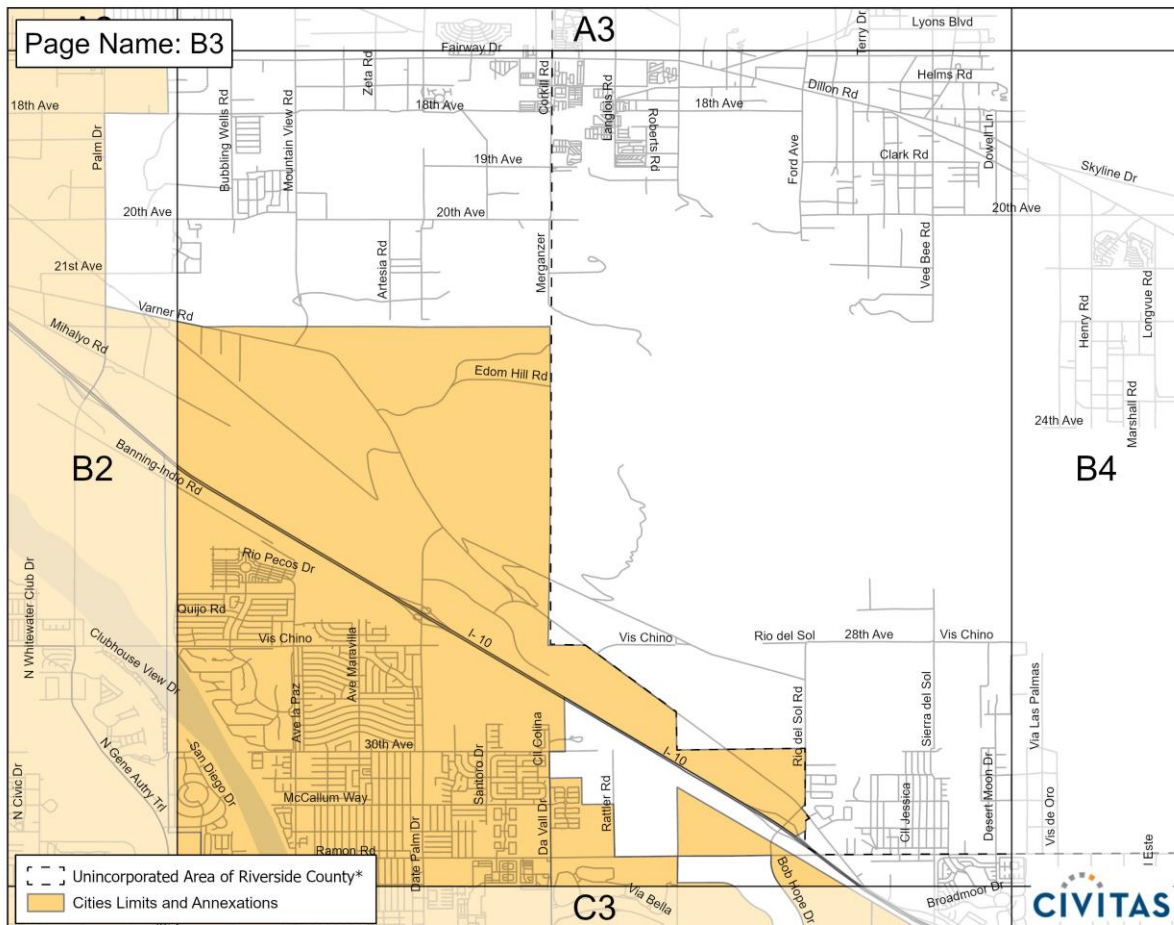 A3
Page Name: B3
Lyons Blvd
Terry Dr
Fairway Dr
Zeta Rd
Corkill Rd
Langlois Rd
Helms Rd
Dillon Rd
18th Ave
18th Ave
18th Ave
Roberts Rd
Palm Dr
Bubbling Wells Rd
Mountain View Rd
Ford Ave
Dowell Ln
19th Ave
Clark Rd
Skyline Dr
20th Ave
20th Ave
20th Ave
21st Ave
Artesia Rd
Merganzer
Vee Bee Rd
Henry Rd
Longvue Rd
Varner Rd
Mihalyo Rd
Edom Hill Rd
Marshall Rd
24th Ave
B2
B4
Banning-Indio Rd
Rio Pecos Dr
N Whitewater Club Dr
Quijo Rd
Vis Chino
I- 10
Vis Chino
Rio del Sol
28th Ave
Vis Chino
Clubhouse View Dr
Ave Maravilla
Ave la Paz
Rio del Sol Rd
Sierra del Sol
Via Las Palmas
N Gene Autry Trl
San Diego Dr
30th Ave
Santoro Dr
Cll Colina
I- 10
N Civic Dr
McCallum Way
Da Vall Dr
Rattler Rd
Cll Jessica
Desert Moon Dr
Vis de Oro
Ramon Rd
Date Palm Dr
I Este
Unincorporated Area of Riverside County*
Cities Limits and Annexations
Via Bella
Bob Hope Dr
Broadmoor Dr
C3
CIVITAS